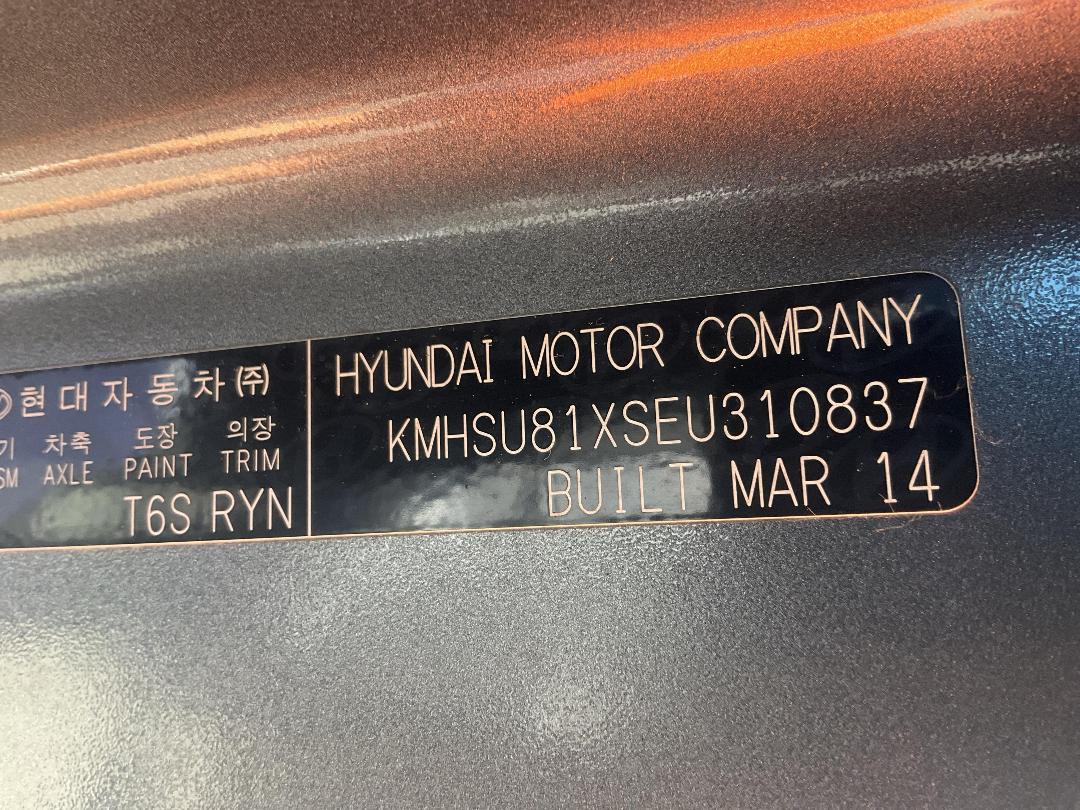 현대자동차(주)
기 차축 도장 의장
SM AXLE PAINT TRIM
T6S RYN
HYUNDAI MOTOR COMPANY
KMHSU81XSEU310837
BUILT MAR 14